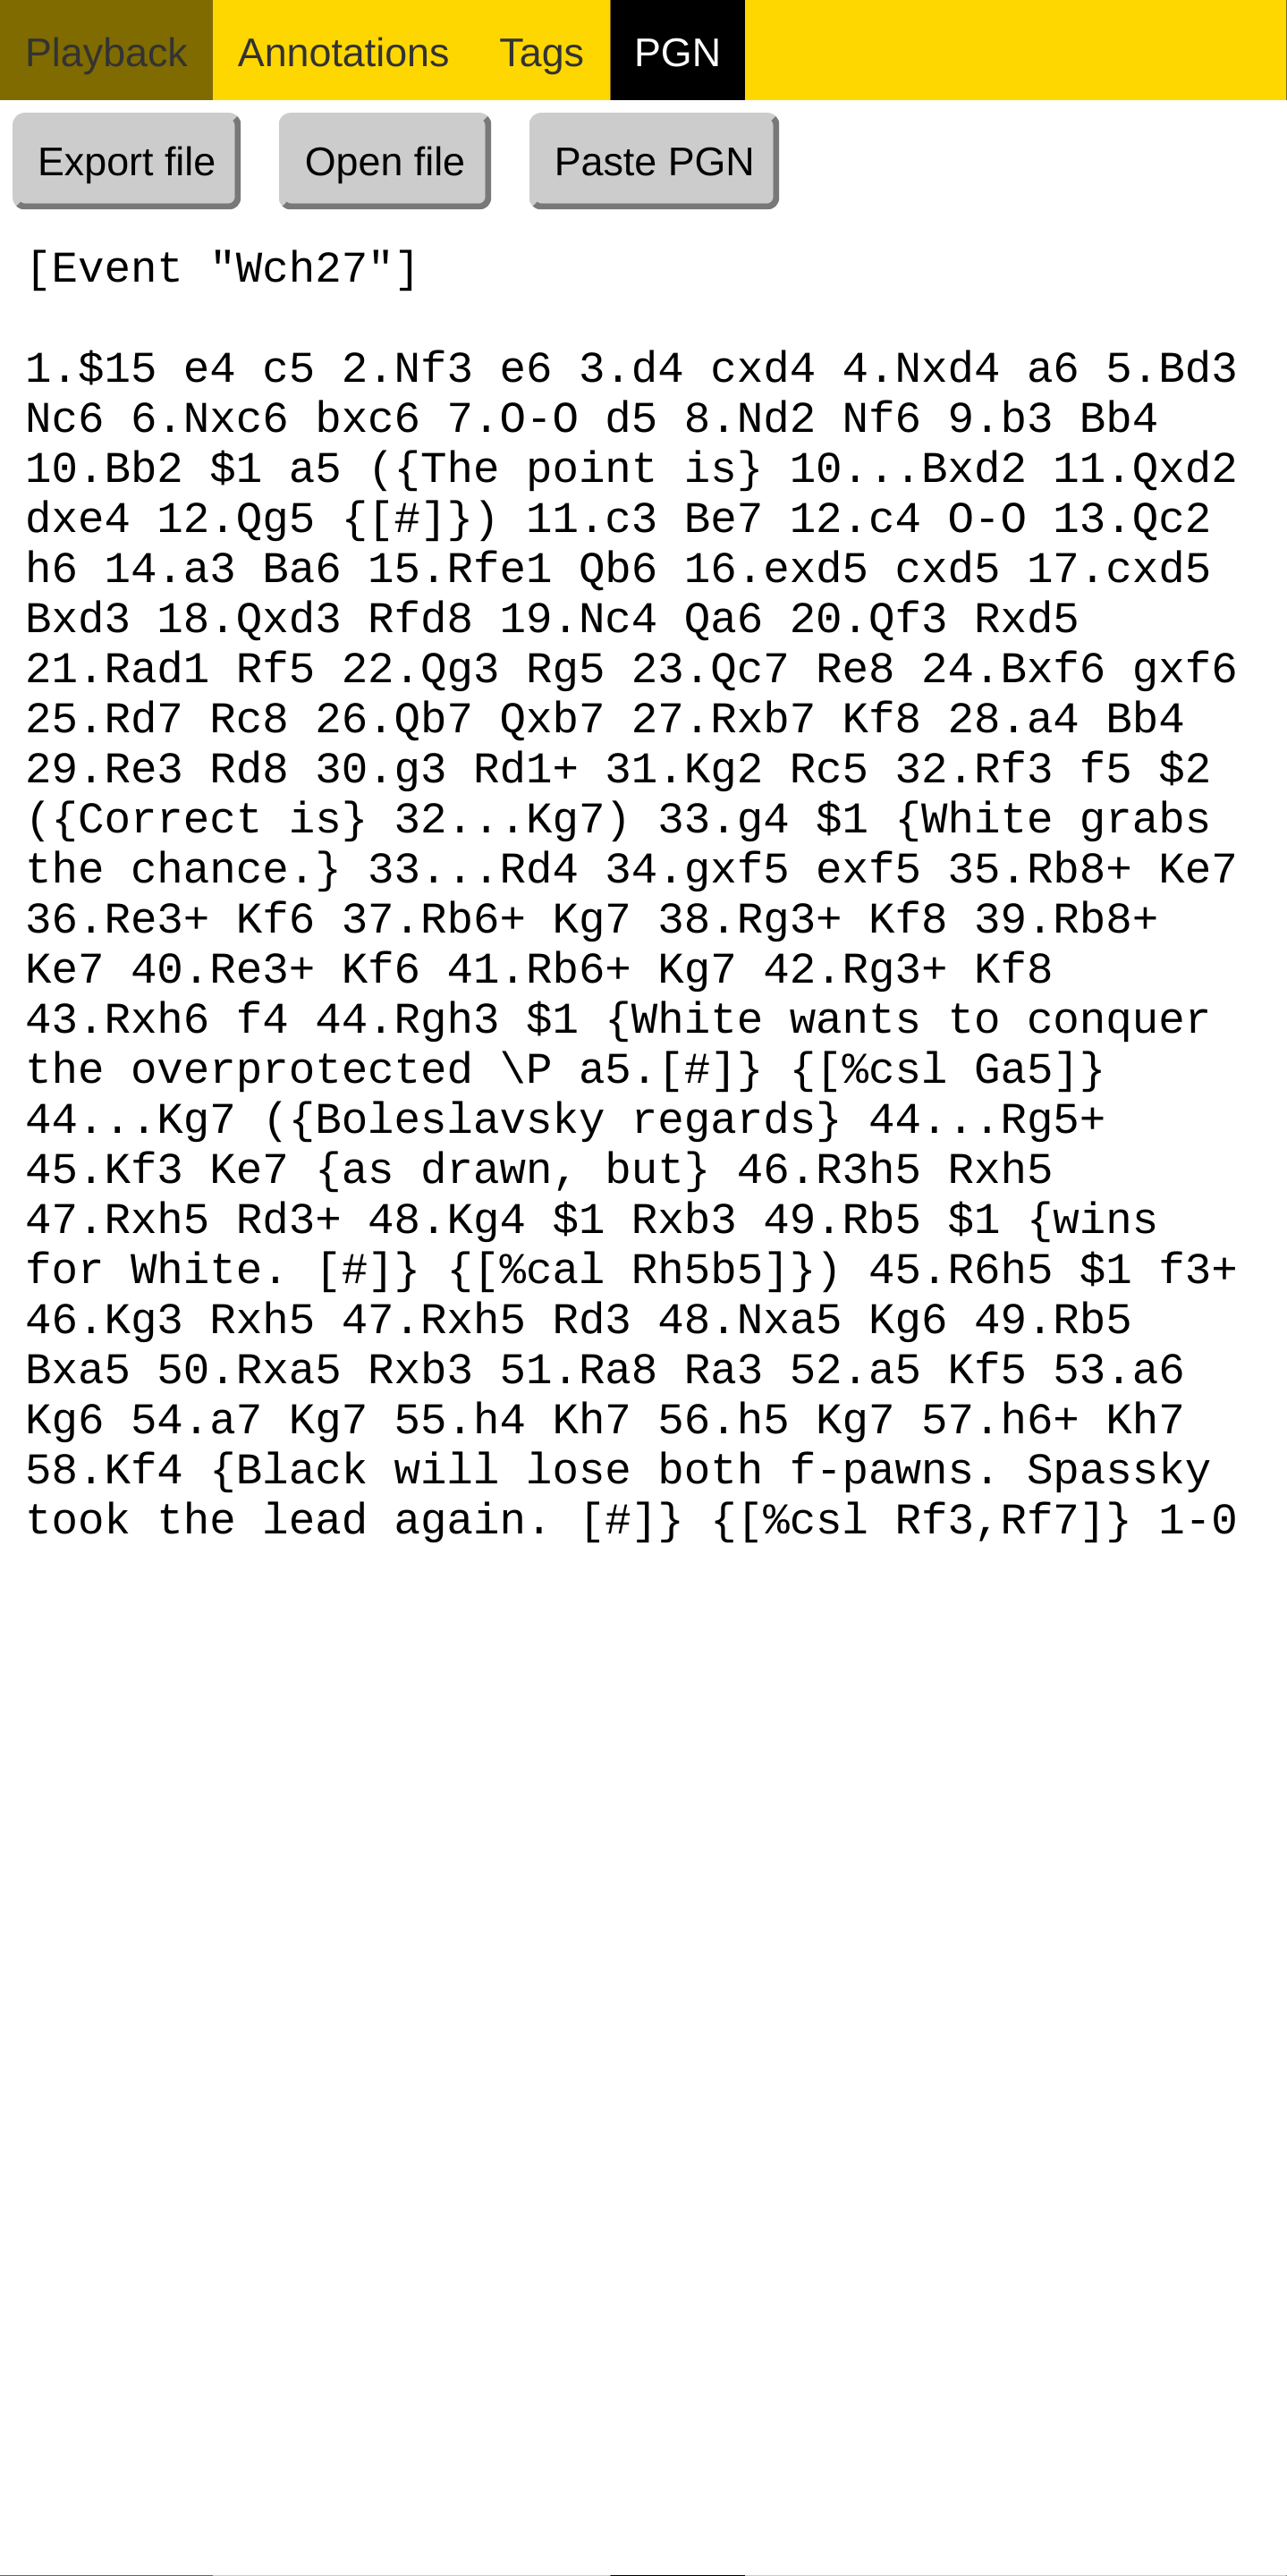 Playback Annotations Tags PGN
Export file Open file Paste PGN
[Event "Wch27"]
1.$15 e4 c5 2.Nf3 e6 3.d4 cxd4 4.Nxd4 a6 5.Bd3
Nc6 6.Nxc6 bxc6 7.O-O d5 8.Nd2 Nf6 9.b3 Bb4
10.Bb2 $1 a5 ({The point is} 10...Bxd2 11.Qxd2
dxe4 12.Qg5 {[#]}) 11.c3 Be7 12.c4 O-O 13.Qc2
h6 14.a3 Ba6 15.Rfe1 Qb6 16.exd5 cxd5 17.cxd5
Bxd3 18.Qxd3 Rfd8 19.Nc4 Qa6 20.Qf3 Rxd5
21.Rad1 Rf5 22.Qg3 Rg5 23.Qc7 Re8 24.Bxf6 gxf6
25.Rd7 Rc8 26.Qb7 Qxb7 27.Rxb7 Kf8 28.a4 Bb4
29.Re3 Rd8 30.g3 Rd1+ 31.Kg2 Rc5 32.Rf3 f5 $2
({Correct is} 32...Kg7) 33.g4 $1 {White grabs
the chance.} 33...Rd4 34.gxf5 exf5 35.Rb8+ Ke7
36.Re3+ Kf6 37.Rb6+ Kg7 38.Rg3+ Kf8 39.Rb8+
Ke7 40.Re3+ Kf6 41.Rb6+ Kg7 42.Rg3+ Kf8
43.Rxh6 f4 44.Rgh3 $1 {White wants to conquer
the overprotected \P a5.[#]} {[%csl Ga5]}
44...Kg7 ({Boleslavsky regards} 44...Rg5+
45.Kf3 Ke7 {as drawn, but} 46.R3h5 Rxh5
47.Rxh5 Rd3+ 48.Kg4 $1 Rxb3 49.Rb5 $1 {wins
for White. [#]} {[%cal Rh5b5]}) 45.R6h5 $1 f3+
46.Kg3 Rxh5 47.Rxh5 Rd3 48.Nxa5 Kg6 49.Rb5
Bxa5 50.Rxa5 Rxb3 51.Ra8 Ra3 52.a5 Kf5 53.a6
Kg6 54.a7 Kg7 55.h4 Kh7 56.h5 Kg7 57.h6+ Kh7
58.Kf4 {Black will lose both f-pawns. Spassky
took the lead again. [#]} {[%csl Rf3,Rf7]} 1-0